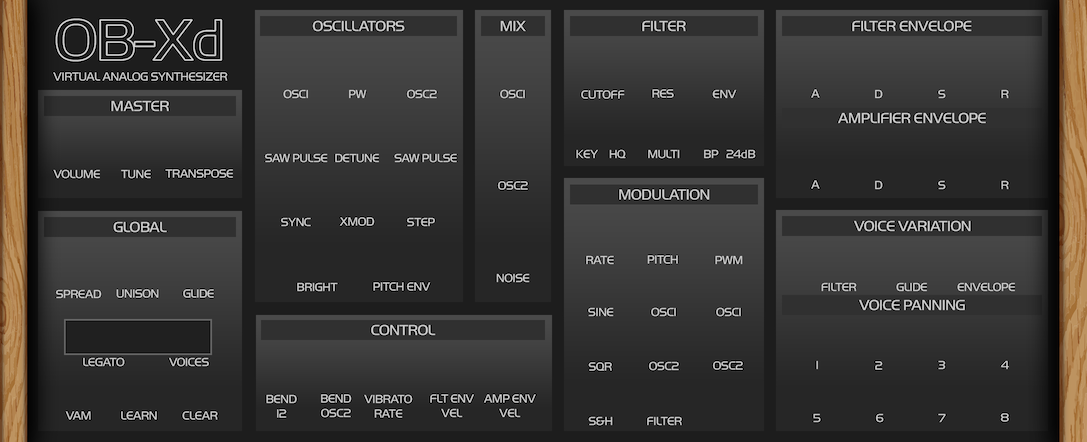 OB-Xd
VIRTUAL ANALOG SYNTHESIZER
MASTER
VOLUME TUNE TRANSPOSE
GLOBAL
SPREAD UNISON GLIDE
LEGATO VOICES
VAM LEARN CLEAR
OSCILLATORS
OSC1 PW OSC2
SAW PULSE DETUNE SAW PULSE
SYNC XMOD STEP
BRIGHT PITCH ENV
MIX
OSC1
OSC2
NOISE
CONTROL
BEND BEND VIBRATO FLT ENV AMP ENV
12 OSC2 RATE VEL VEL
FILTER
CUTOFF RES ENV
KEY HQ MULTI BP 24dB
MODULATION
RATE PITCH PWM
SINE OSC1 OSC1
SQR OSC2 OSC2
S&H FILTER
FILTER ENVELOPE
A D S R
AMPLIFIER ENVELOPE
A D S R
VOICE VARIATION
FILTER GLIDE ENVELOPE
VOICE PANNING
1 2 3 4
5 6 7 8